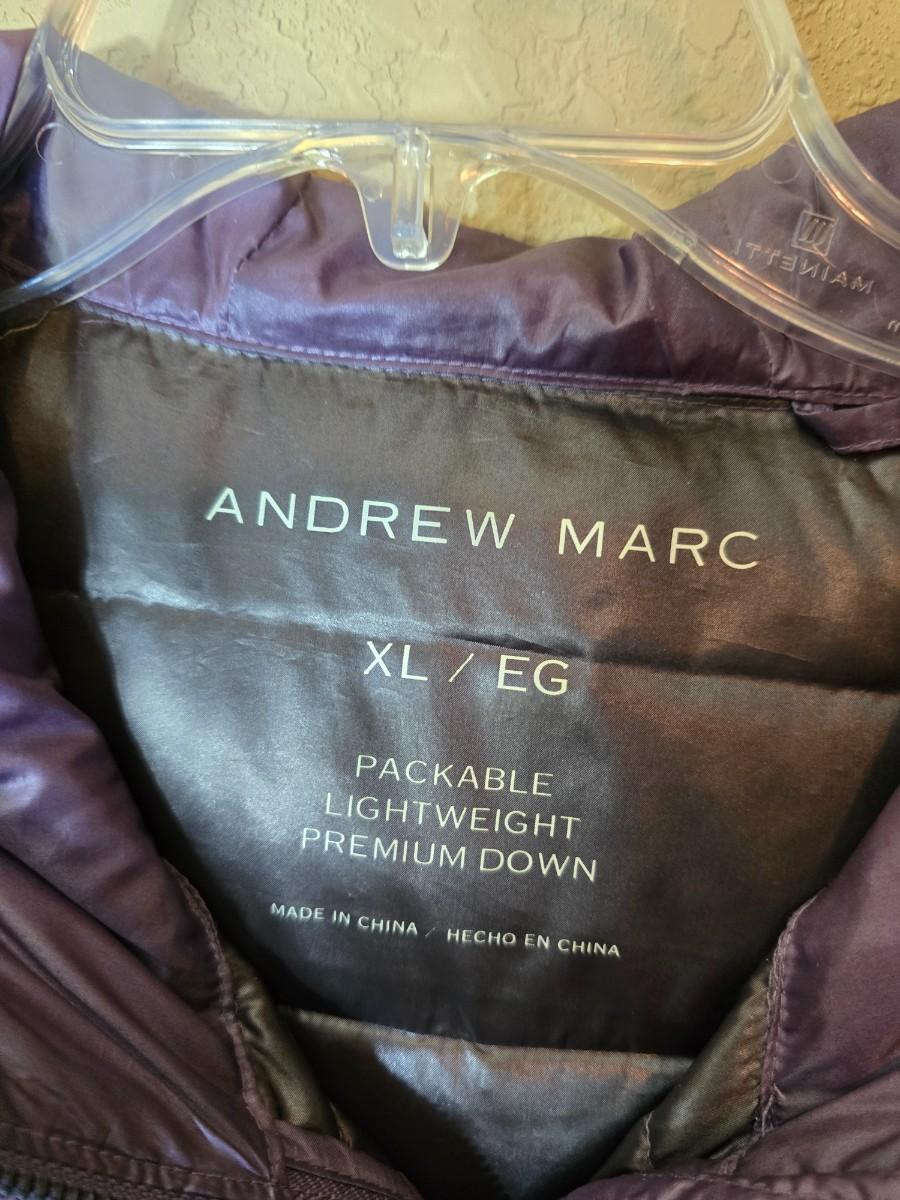 MAINETTI
ANDREW MARC
XL / EG
PACKABLE
LIGHTWEIGHT
PREMIUM DOWN
MADE IN CHINA / HECHO EN CHINA